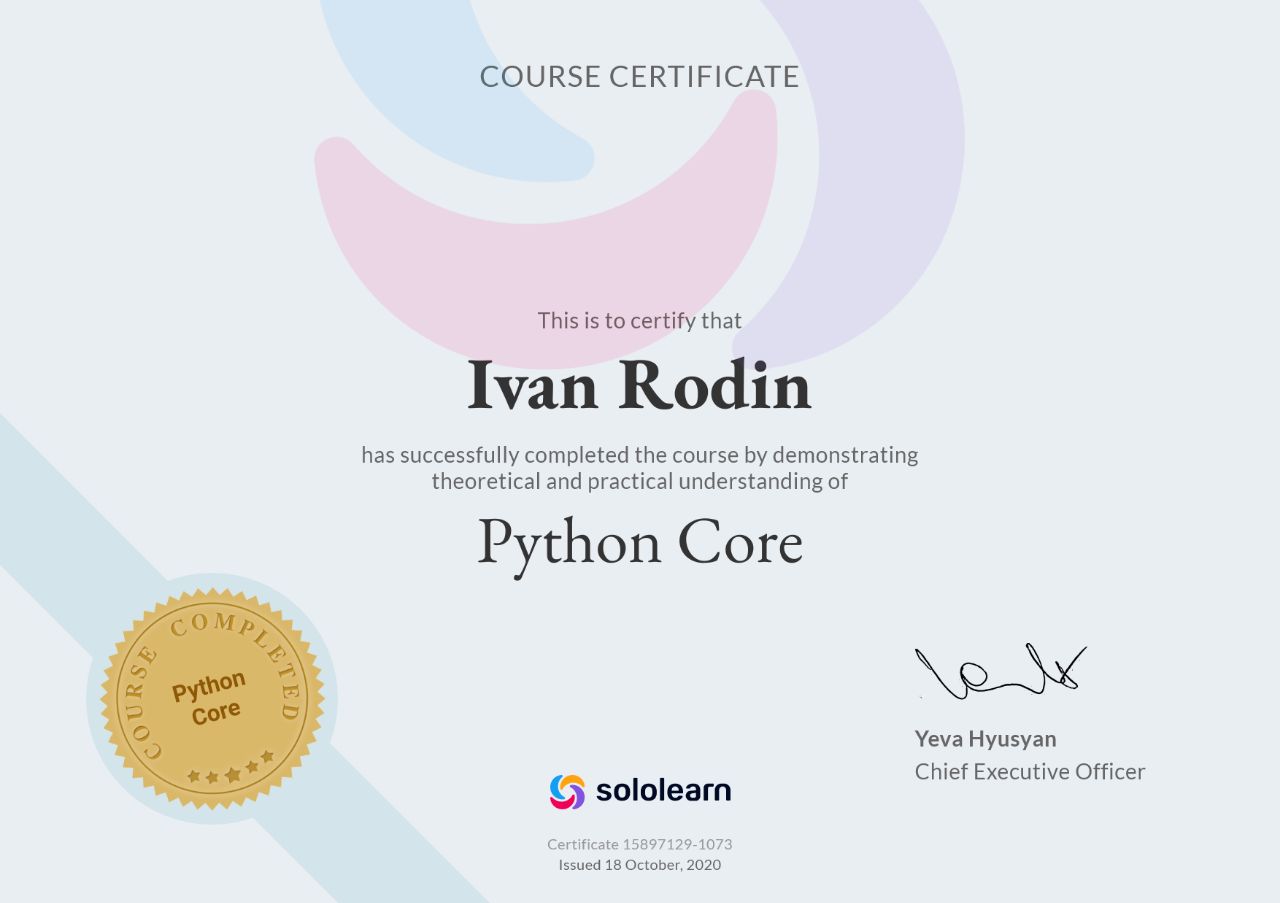 COURSE CERTIFICATE
This is to certify that
Ivan Rodin
has successfully completed the course by demonstrating
theoretical and practical understanding of
Python Core
COURSE COMPLETED
Python
Core
Yeva Hyusyan
Chief Executive Officer
sololearn
Certificate 15897129-1073
Issued 18 October, 2020